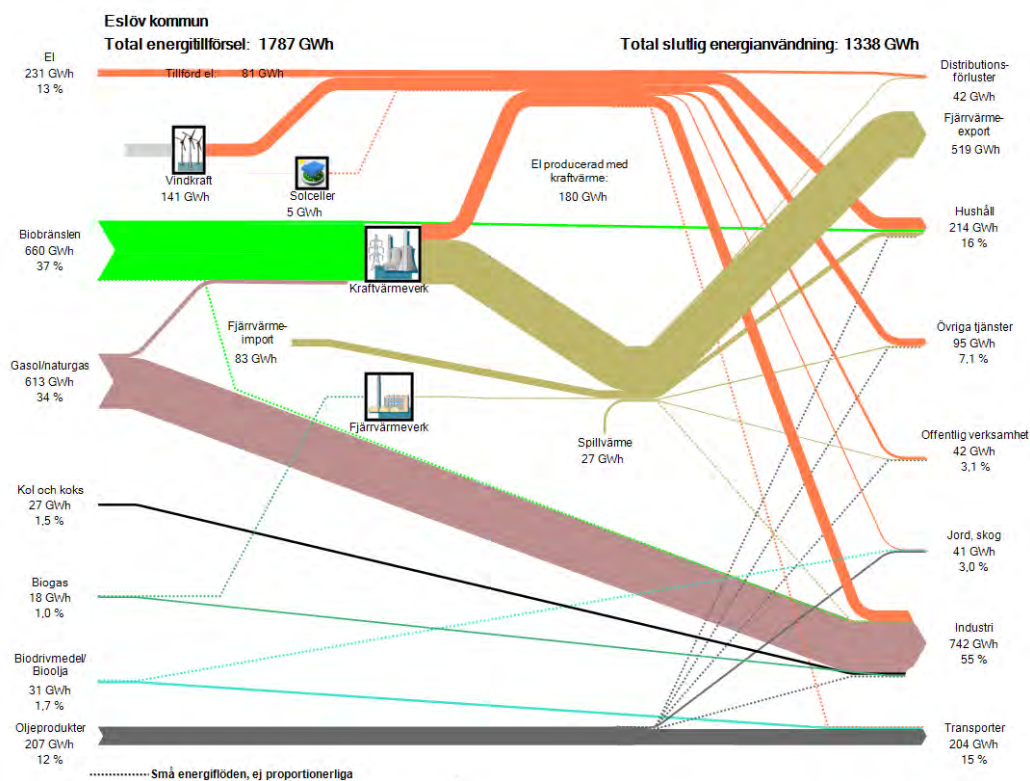 Eslöv kommun
Total energitillförsel: 1787 GWh
Total slutlig energianvändning: 1338 GWh
El
231 GWh
13 %
Tillförd el: 81 GWh
Vindkraft
141 GWh
Solceller
5 GWh
El producerad med
kraftvärme:
180 GWh
Biobränslen
660 GWh
37 %
Kraftvärmeverk
Fjärrvärme-
import
83 GWh
Gasol/naturgas
613 GWh
34 %
Fjärrvärmeverk
Spillvärme
27 GWh
Kol och koks
27 GWh
1,5 %
Biogas
18 GWh
1,0 %
Biodrivmedel/
Bioolja
31 GWh
1,7 %
Oljeprodukter
207 GWh
12 %
Distributions-
förluster
42 GWh
Fjärrvärme-
export
519 GWh
Hushåll
214 GWh
16 %
Övriga tjänster
95 GWh
7,1 %
Offentlig verksamhet
42 GWh
3,1 %
Jord, skog
41 GWh
3,0 %
Industri
742 GWh
55 %
Transporter
204 GWh
15 %
Små energiflöden, ej proportionerliga